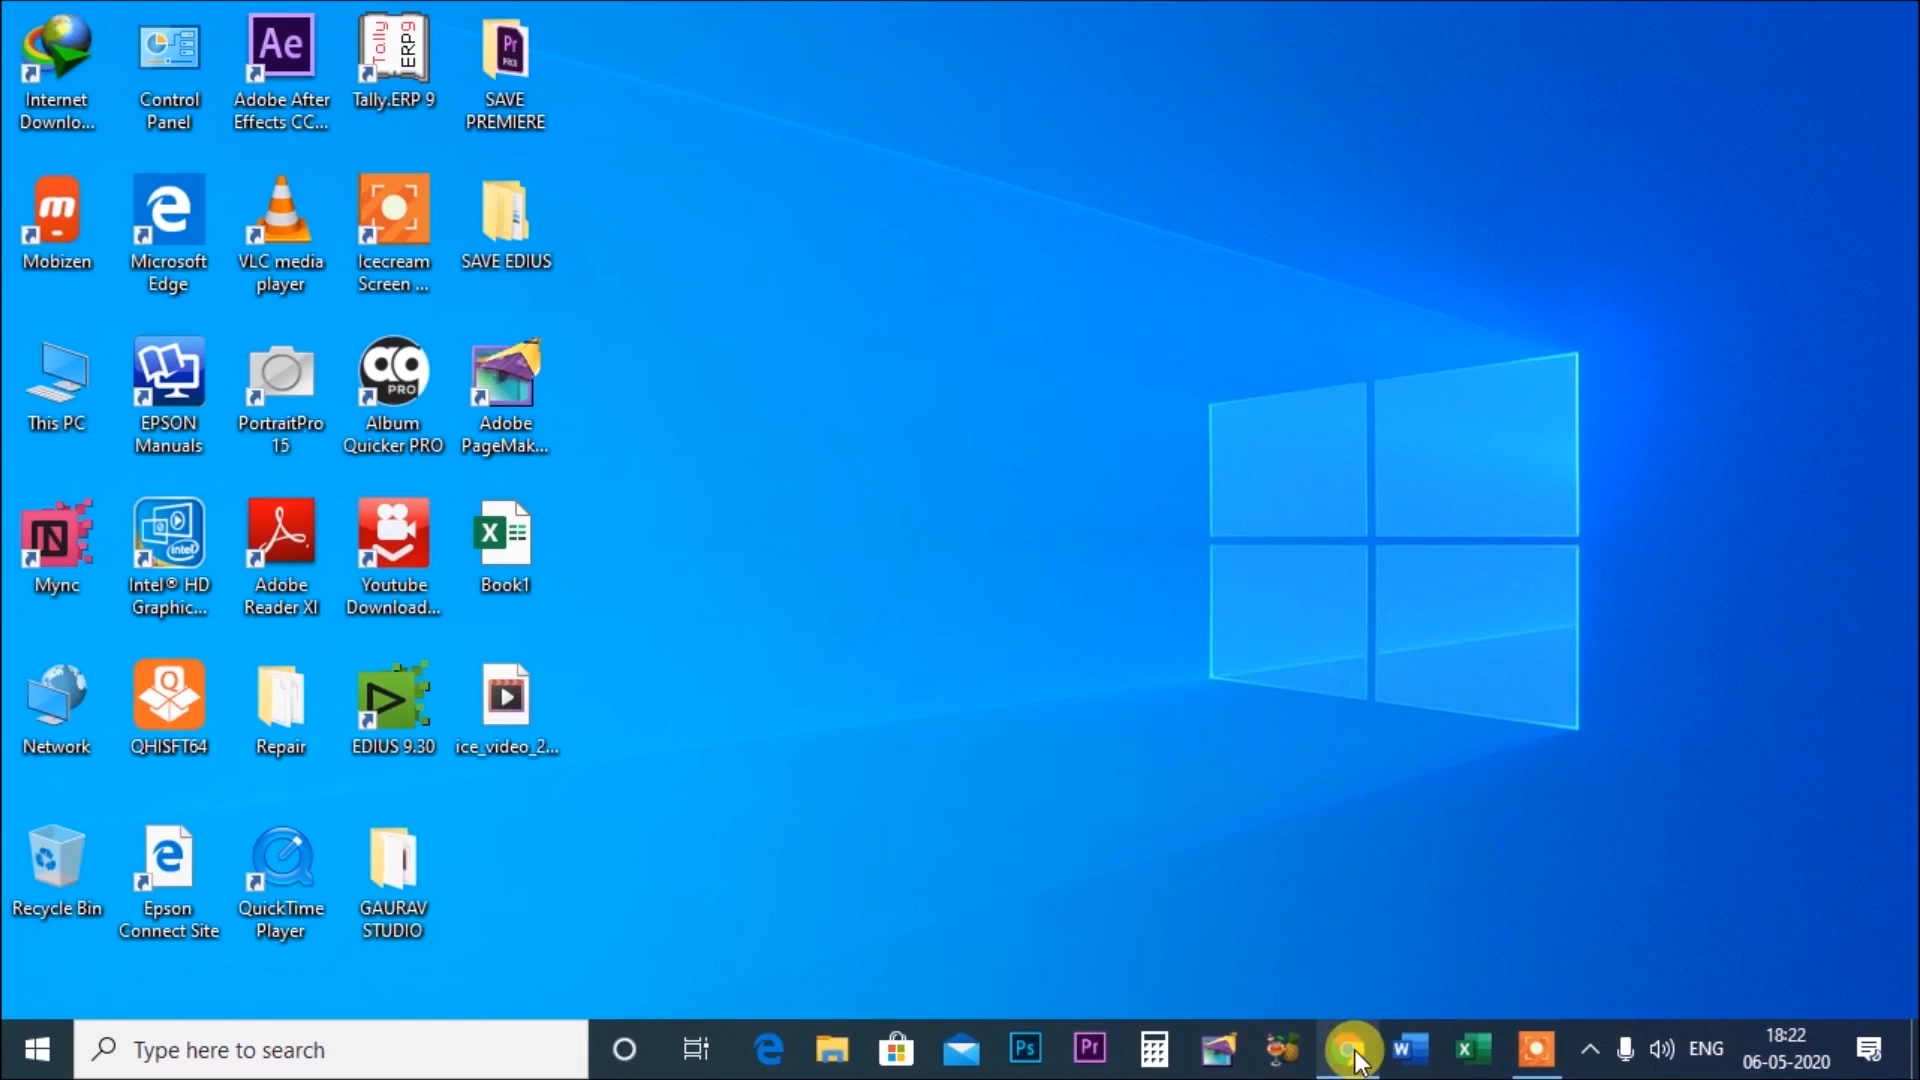 Internet
Downlo...
Control
Panel
Ae
Adobe After
Effects CC...
Tally
ERP9
Tally.ERP 9
Pr
PROJ
SAVE
PREMIERE
m
Mobizen
Microsoft
Edge
VLC media
player
Icecream
Screen ...
SAVE EDIUS
This PC
EPSON
Manuals
PortraitPro
15
PRO
Album
Quicker PRO
Adobe
PageMak...
N
Mync
intel
Intel® HD
Graphic...
Adobe
Reader XI
Youtube
Download...
X
Book1
Network
Q
QHISFT64
Repair
EDIUS 9.30
ice_video_2...
Recycle Bin
Epson
Connect Site
QuickTime
Player
GAURAV
STUDIO
Type here to search
Ps
Pr
W
X
ENG
18:22
06-05-2020